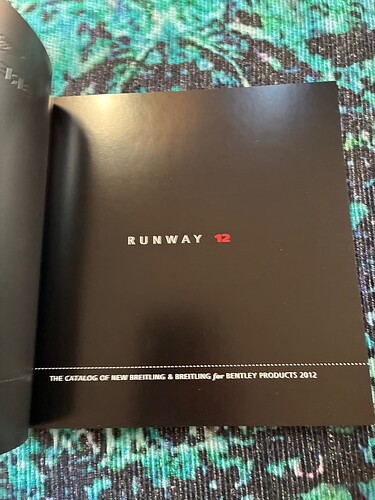 RUNWAY 12
THE CATALOG OF NEW BREITLING & BREITLING for BENTLEY PRODUCTS 2012